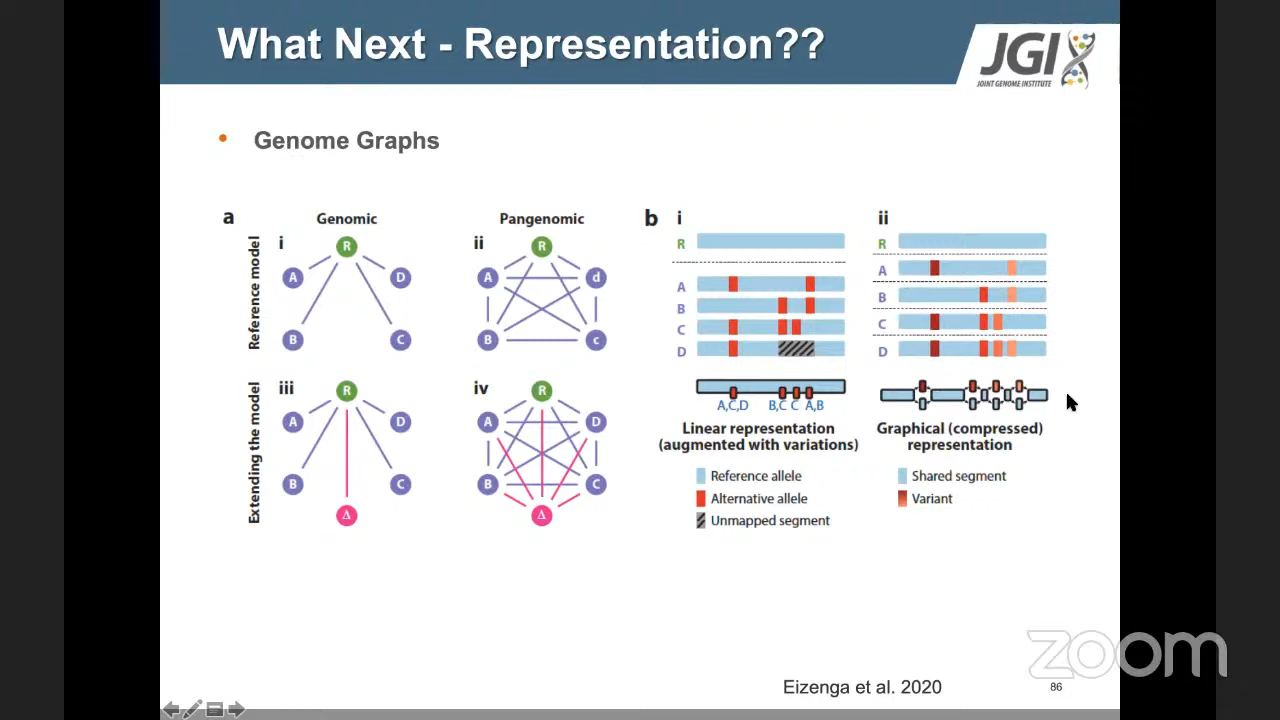 What Next - Representation??
JGI
JOINT GENOME INSTITUTE
• Genome Graphs
a
Genomic
Pangenomic
Reference model
i
R
A
D
B
C
ii
R
A
d
B
c
Extending the model
iii
R
A
D
B
C
Δ
iv
R
A
D
B
C
Δ
b
i
R
A
B
C
D
A,C,D B,C C A,B
Linear representation
(augmented with variations)
Reference allele
Alternative allele
Unmapped segment
ii
R
A
B
C
D
Graphical (compressed)
representation
Shared segment
Variant
zoom
Eizenga et al. 2020
86